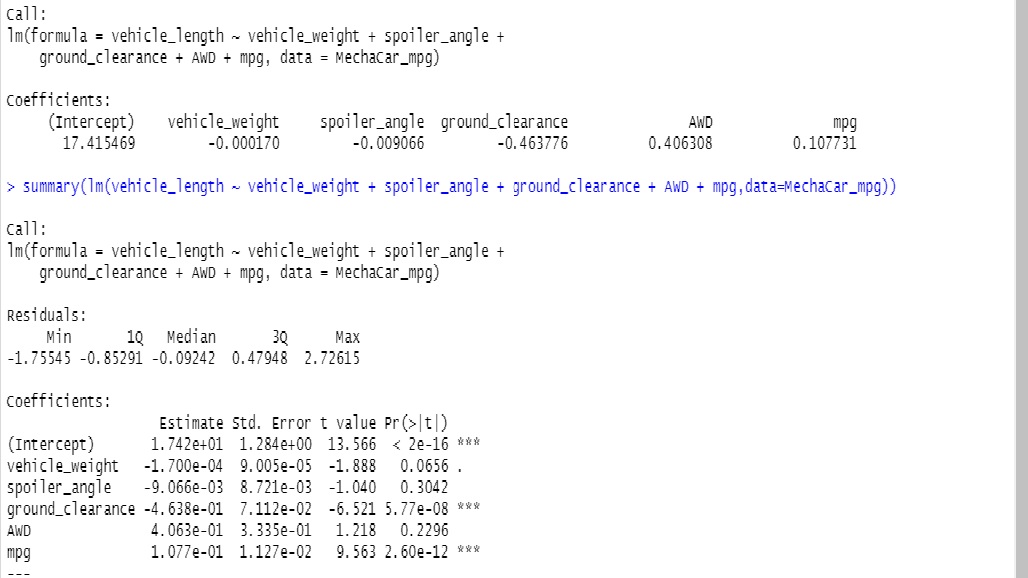 Call:
lm(formula = vehicle_length ~ vehicle_weight + spoiler_angle +
    ground_clearance + AWD + mpg, data = MechaCar_mpg)
Coefficients:
     (Intercept)    vehicle_weight     spoiler_angle  ground_clearance               AWD               mpg
       17.415469         -0.000170         -0.009066         -0.463776          0.406308          0.107731
> summary(lm(vehicle_length ~ vehicle_weight + spoiler_angle + ground_clearance + AWD + mpg,data=MechaCar_mpg))
Call:
lm(formula = vehicle_length ~ vehicle_weight + spoiler_angle +
    ground_clearance + AWD + mpg, data = MechaCar_mpg)
Residuals:
     Min       1Q   Median       3Q      Max
-1.75545 -0.85291 -0.09242  0.47948  2.72615
Coefficients:
                   Estimate Std. Error t value Pr(>|t|)
(Intercept)       1.742e+01  1.284e+00  13.566  < 2e-16 ***
vehicle_weight   -1.700e-04  9.005e-05  -1.888   0.0656 .
spoiler_angle    -9.066e-03  8.721e-03  -1.040   0.3042
ground_clearance -4.638e-01  7.112e-02  -6.521 5.77e-08 ***
AWD               4.063e-01  3.335e-01   1.218   0.2296
mpg               1.077e-01  1.127e-02   9.563 2.60e-12 ***
---